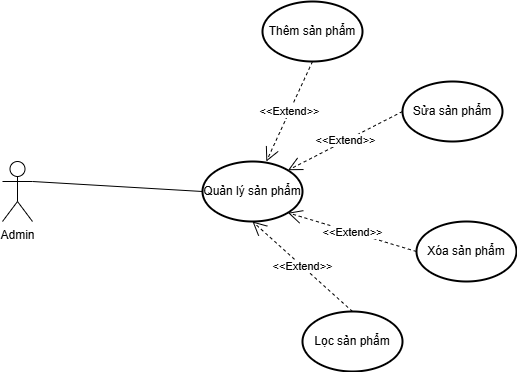 Thêm sản phẩm
<<Extend>>
Sửa sản phẩm
<<Extend>>
Quản lý sản phẩm
Admin
<<Extend>>
Xóa sản phẩm
<<Extend>>
Lọc sản phẩm